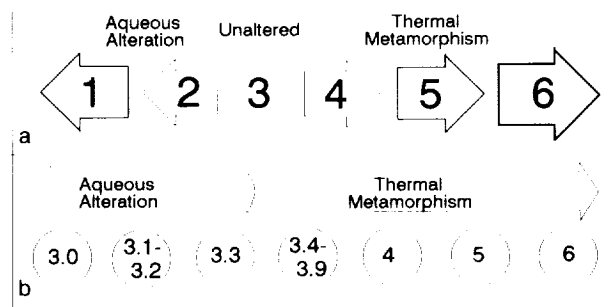 Aqueous
Alteration
Unaltered
Thermal
Metamorphism
1 2 3 4 5 6
a
Aqueous
Alteration
Thermal
Metamorphism
3.0 3.1-3.2 3.3 3.4-3.9 4 5 6
b